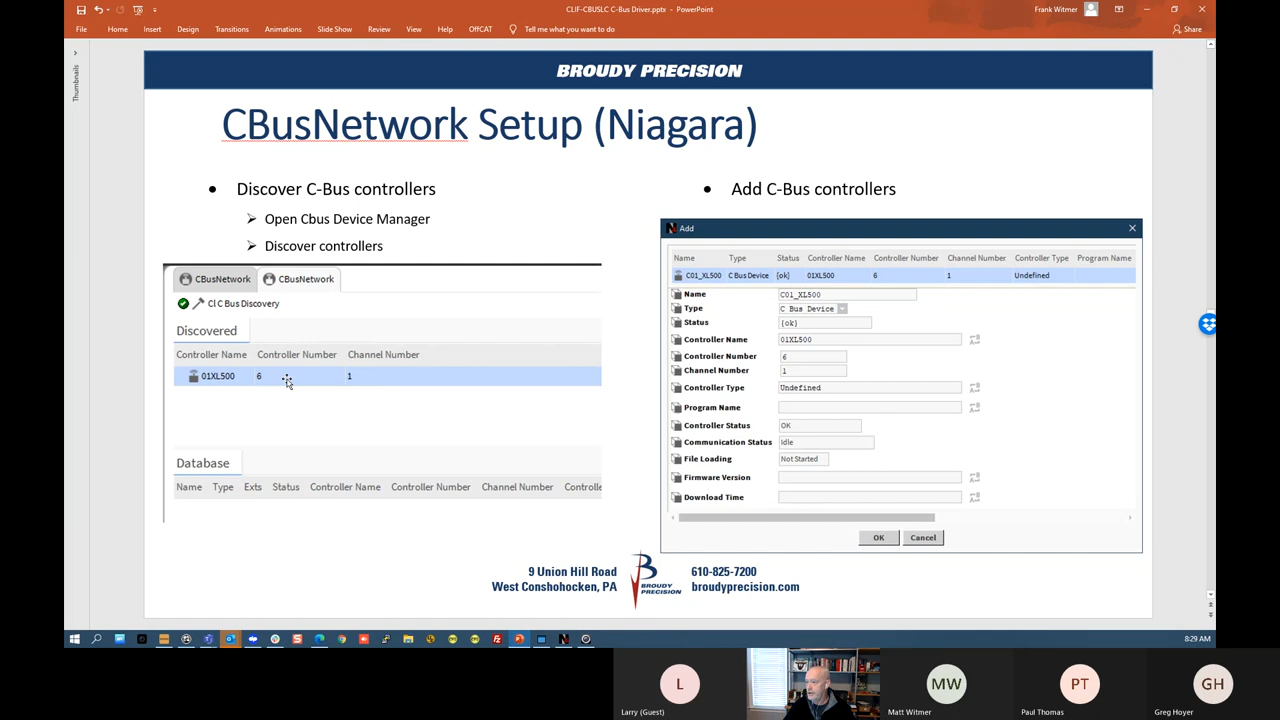 CLIF-CBUSLC C-Bus Driver.pptx - PowerPoint
Frank Witmer
File Home Insert Design Transitions Animations Slide Show Review View Help OffCAT Tell me what you want to do
Share
Thumbnails
BROUDY PRECISION
CBusNetwork Setup (Niagara)
• Discover C-Bus controllers
➢ Open Cbus Device Manager
➢ Discover controllers
CBusNetwork CBusNetwork
Cl C Bus Discovery
Discovered
Controller Name Controller Number Channel Number
01XL500 6 1
Database
Name Type Exts Status Controller Name Controller Number Channel Number Controlle
• Add C-Bus controllers
Add
Name Type Status Controller Name Controller Number Channel Number Controller Type Program Name
C01_XL500 C Bus Device {ok} 01XL500 6 1 Undefined
Name C01_XL500
Type C Bus Device
Status {ok}
Controller Name 01XL500
Controller Number 6
Channel Number 1
Controller Type Undefined
Program Name
Controller Status OK
Communication Status Idle
File Loading Not Started
Firmware Version
Download Time
OK Cancel
9 Union Hill Road
West Conshohocken, PA
B
BROUDY PRECISION
610-825-7200
broudyprecision.com
8:29 AM
L
Larry (Guest)
MW
Matt Witmer
PT
Paul Thomas
GH
Greg Hoyer